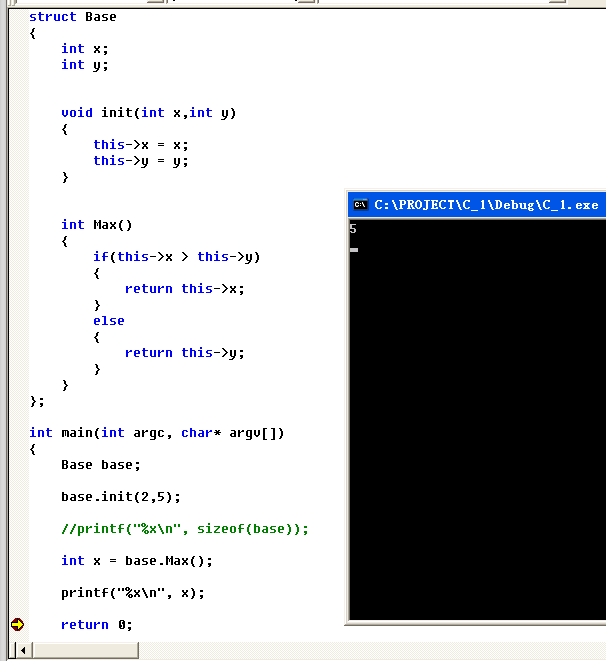 struct Base
{
    int x;
    int y;
    void init(int x,int y)
    {
        this->x = x;
        this->y = y;
    }
    int Max()
    {
        if(this->x > this->y)
        {
            return this->x;
        }
        else
        {
            return this->y;
        }
    }
};
int main(int argc, char* argv[])
{
    Base base;
    base.init(2,5);
    //printf("%x\n", sizeof(base));
    int x = base.Max();
    printf("%x\n", x);
    return 0;
C:\ C:\PROJECT\C_1\Debug\C_1.exe
5